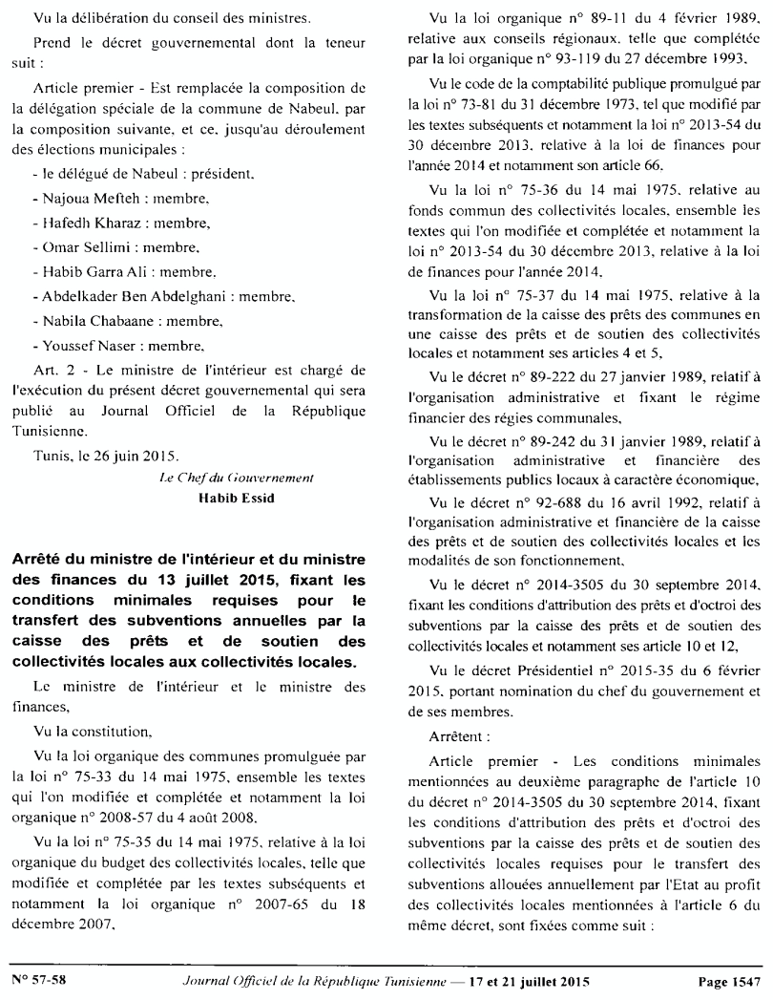 Vu la délibération du conseil des ministres.
Prend le décret gouvernemental dont la teneur
suit :
Article premier - Est remplacée la composition de
la délégation spéciale de la commune de Nabeul, par
la composition suivante, et ce, jusqu'au déroulement
des élections municipales :
- le délégué de Nabeul : président,
- Najoua Mefteh : membre,
- Hafedh Kharaz : membre,
- Omar Sellimi : membre,
- Habib Garra Ali : membre,
- Abdelkader Ben Abdelghani : membre,
- Nabila Chabaane : membre,
- Youssef Naser : membre,
Art. 2 - Le ministre de l'intérieur est chargé de
l'exécution du présent décret gouvernemental qui sera
publié au Journal Officiel de la République
Tunisienne.
Tunis, le 26 juin 2015.
Le Chef du Gouvernement
Habib Essid
Arrêté du ministre de l'intérieur et du ministre
des finances du 13 juillet 2015, fixant les
conditions minimales requises pour le
transfert des subventions annuelles par la
caisse des prêts et de soutien des
collectivités locales aux collectivités locales.
Le ministre de l'intérieur et le ministre des
finances,
Vu la constitution,
Vu la loi organique des communes promulguée par
la loi n° 75-33 du 14 mai 1975, ensemble les textes
qui l'on modifiée et complétée et notamment la loi
organique n° 2008-57 du 4 août 2008,
Vu la loi n° 75-35 du 14 mai 1975, relative à la loi
organique du budget des collectivités locales, telle que
modifiée et complétée par les textes subséquents et
notamment la loi organique n° 2007-65 du 18
décembre 2007,
Vu la loi organique n° 89-11 du 4 février 1989,
relative aux conseils régionaux, telle que complétée
par la loi organique n° 93-119 du 27 décembre 1993,
Vu le code de la comptabilité publique promulgué par
la loi n° 73-81 du 31 décembre 1973, tel que modifié par
les textes subséquents et notamment la loi n° 2013-54 du
30 décembre 2013, relative à la loi de finances pour
l'année 2014 et notamment son article 66,
Vu la loi n° 75-36 du 14 mai 1975, relative au
fonds commun des collectivités locales, ensemble les
textes qui l'on modifiée et complétée et notamment la
loi n° 2013-54 du 30 décembre 2013, relative à la loi
de finances pour l'année 2014,
Vu la loi n° 75-37 du 14 mai 1975, relative à la
transformation de la caisse des prêts des communes en
une caisse des prêts et de soutien des collectivités
locales et notamment ses articles 4 et 5,
Vu le décret n° 89-222 du 27 janvier 1989, relatif à
l'organisation administrative et fixant le régime
financier des régies communales,
Vu le décret n° 89-242 du 31 janvier 1989, relatif à
l'organisation administrative et financière des
établissements publics locaux à caractère économique,
Vu le décret n° 92-688 du 16 avril 1992, relatif à
l'organisation administrative et financière de la caisse
des prêts et de soutien des collectivités locales et les
modalités de son fonctionnement,
Vu le décret n° 2014-3505 du 30 septembre 2014,
fixant les conditions d'attribution des prêts et d'octroi des
subventions par la caisse des prêts et de soutien des
collectivités locales et notamment ses article 10 et 12,
Vu le décret Présidentiel n° 2015-35 du 6 février
2015, portant nomination du chef du gouvernement et
de ses membres.
Arrêtent :
Article premier - Les conditions minimales
mentionnées au deuxième paragraphe de l'article 10
du décret n° 2014-3505 du 30 septembre 2014, fixant
les conditions d'attribution des prêts et d'octroi des
subventions par la caisse des prêts et de soutien des
collectivités locales requises pour le transfert des
subventions allouées annuellement par l'Etat au profit
des collectivités locales mentionnées à l'article 6 du
même décret, sont fixées comme suit :
N° 57-58 Journal Officiel de la République Tunisienne — 17 et 21 juillet 2015 Page 1547